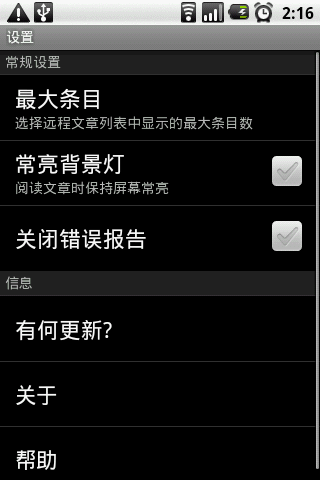 2:16
设置
常规设置
最大条目
选择远程文章列表中显示的最大条目数
常亮背景灯
阅读文章时保持屏幕常亮
关闭错误报告
信息
有何更新?
关于
帮助